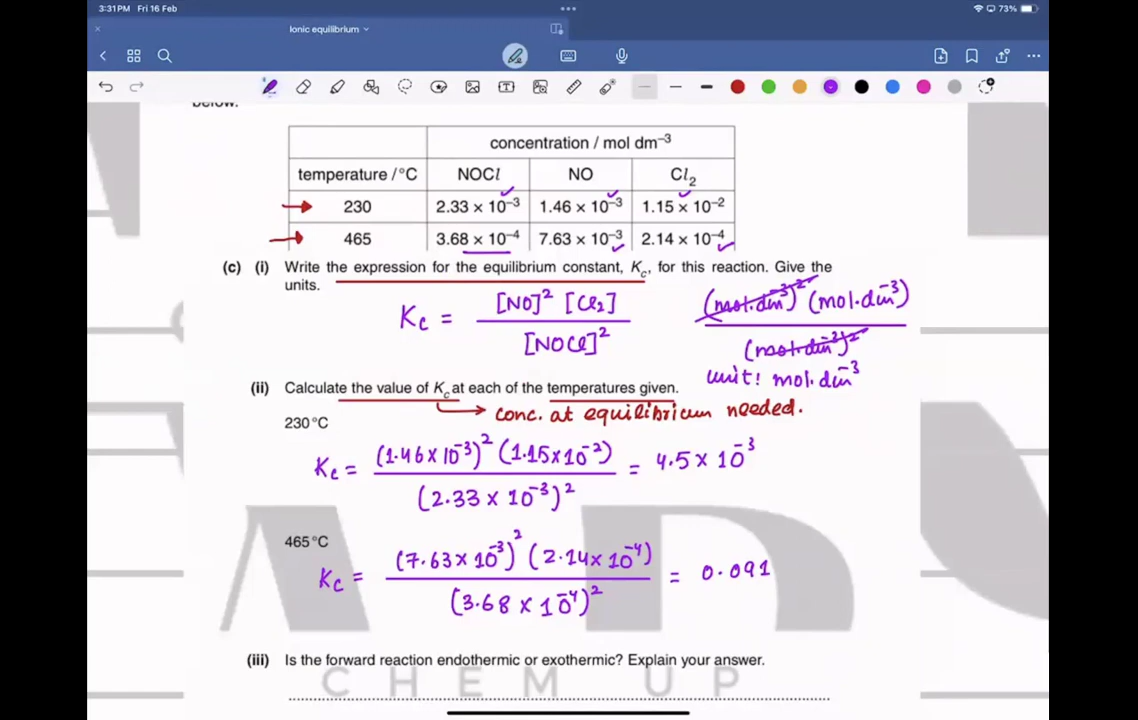 3:31PM Fri 16 Feb
73%
Ionic equilibrium
below.
concentration / mol dm⁻³
temperature /°C NOCl NO Cl₂
230 2.33 × 10⁻³ 1.46 × 10⁻³ 1.15 × 10⁻²
465 3.68 × 10⁻⁴ 7.63 × 10⁻³ 2.14 × 10⁻⁴
(c) (i) Write the expression for the equilibrium constant, K꜀, for this reaction. Give the
units.
Kc = [NO]² [Cl₂] / [NOCl]²
(mol.dm⁻³)² (mol.dm⁻³) / (mol.dm⁻³)²
unit: mol.dm⁻³
(ii) Calculate the value of K꜀ at each of the temperatures given.
→ conc. at equilibrium needed.
230 °C
Kc = (1.46 × 10⁻³)² (1.15 × 10⁻²) / (2.33 × 10⁻³)² = 4.5 × 10⁻³
465 °C
Kc = (7.63 × 10⁻³)² (2.14 × 10⁻⁴) / (3.68 × 10⁻⁴)² = 0.091
(iii) Is the forward reaction endothermic or exothermic? Explain your answer.
CHEM UP